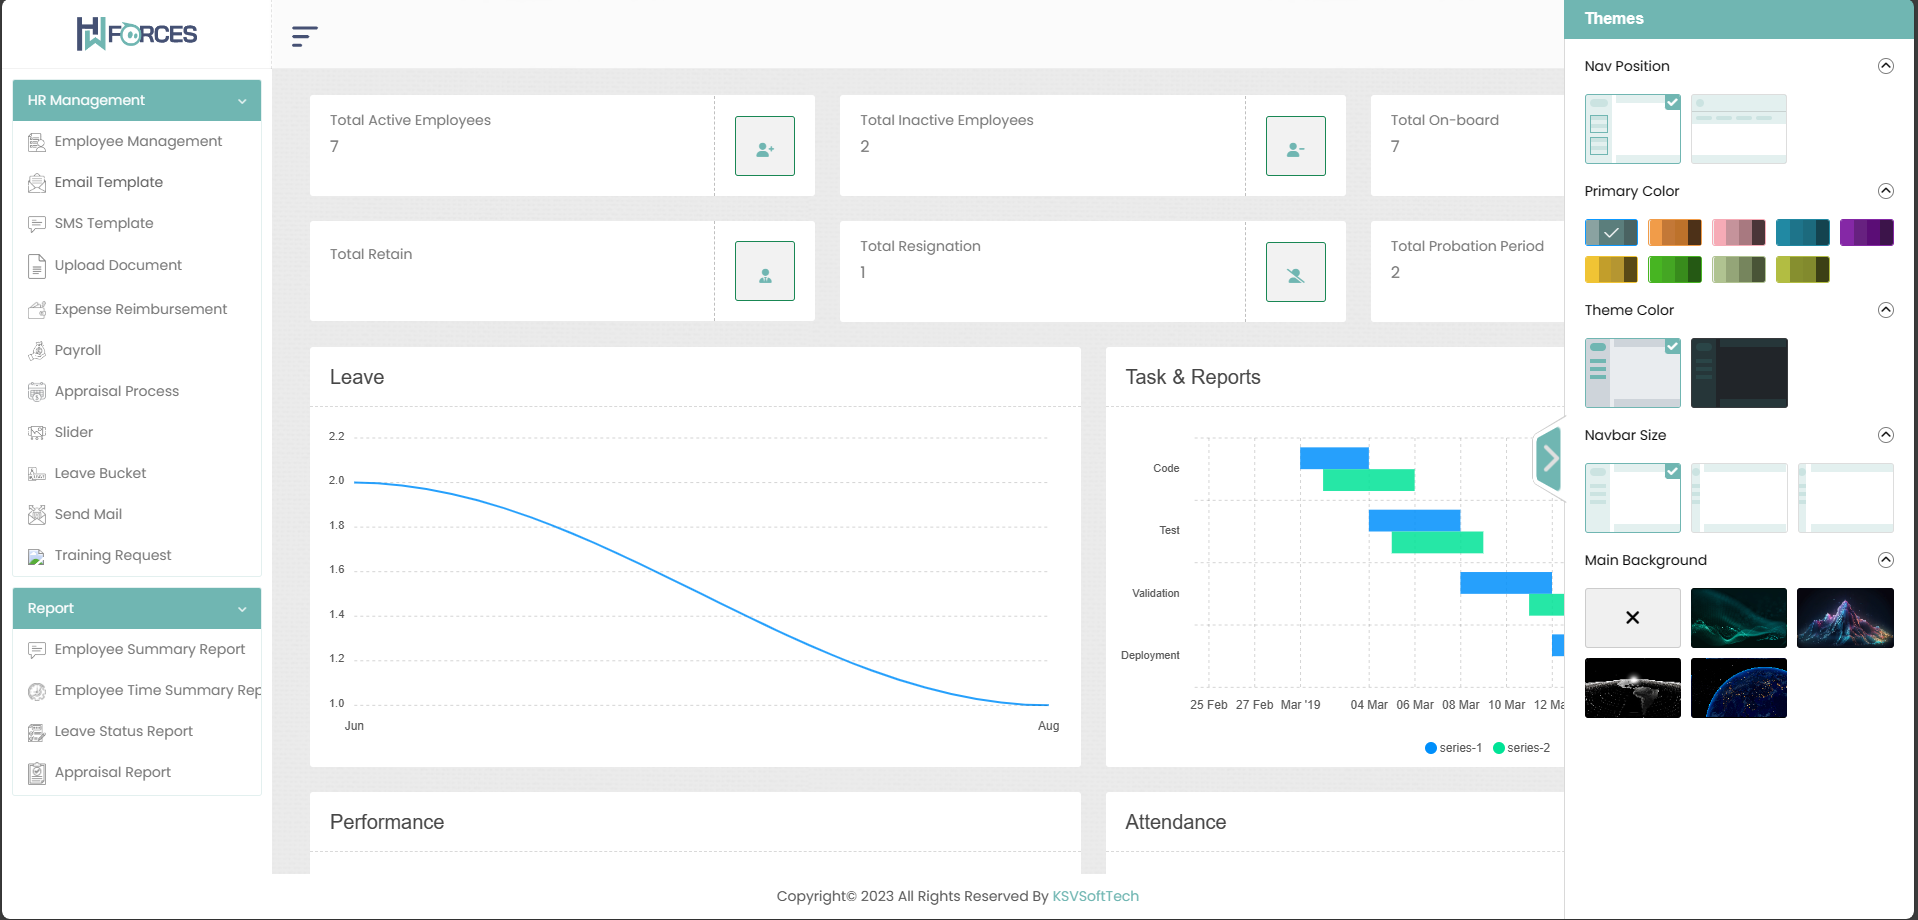 HWFORCES
HR Management
Employee Management
Email Template
SMS Template
Upload Document
Expense Reimbursement
Payroll
Appraisal Process
Slider
Leave Bucket
Send Mail
Training Request
Report
Employee Summary Report
Employee Time Summary Rep
Leave Status Report
Appraisal Report
Total Active Employees
7
Total Inactive Employees
2
Total On-board
7
Total Retain
Total Resignation
1
Total Probation Period
2
Leave
2.2
2.0
1.8
1.6
1.4
1.2
1.0
Jun Aug
Task & Reports
Code
Test
Validation
Deployment
25 Feb 27 Feb Mar '19 04 Mar 06 Mar 08 Mar 10 Mar 12 Ma
series-1 series-2
Performance
Attendance
Copyright© 2023 All Rights Reserved By KSVSoftTech
Themes
Nav Position
Primary Color
Theme Color
Navbar Size
Main Background